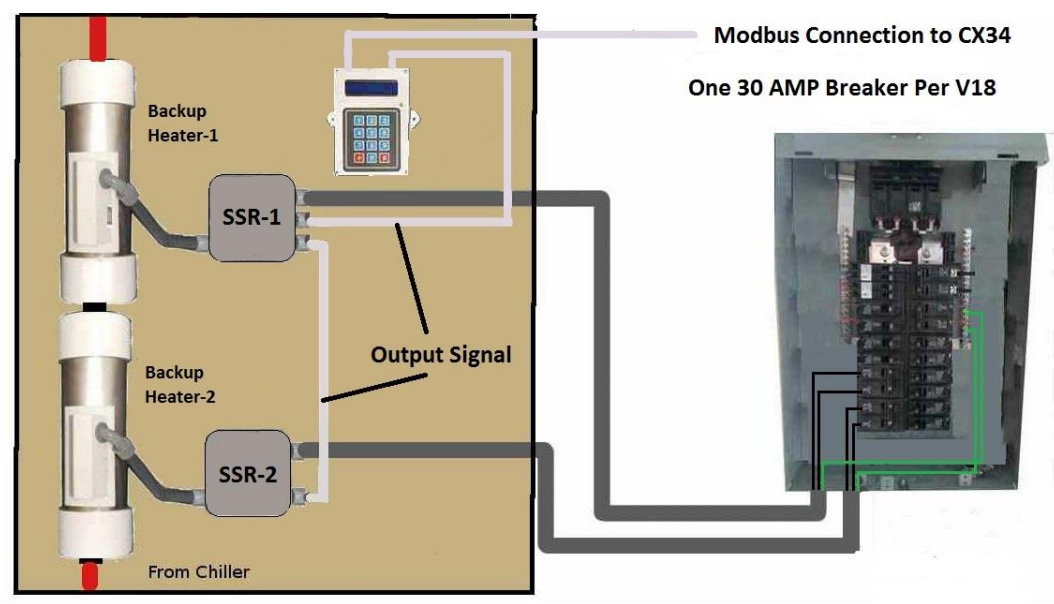 Modbus Connection to CX34
One 30 AMP Breaker Per V18
Backup
Heater-1
SSR-1
Output Signal
Backup
Heater-2
SSR-2
From Chiller